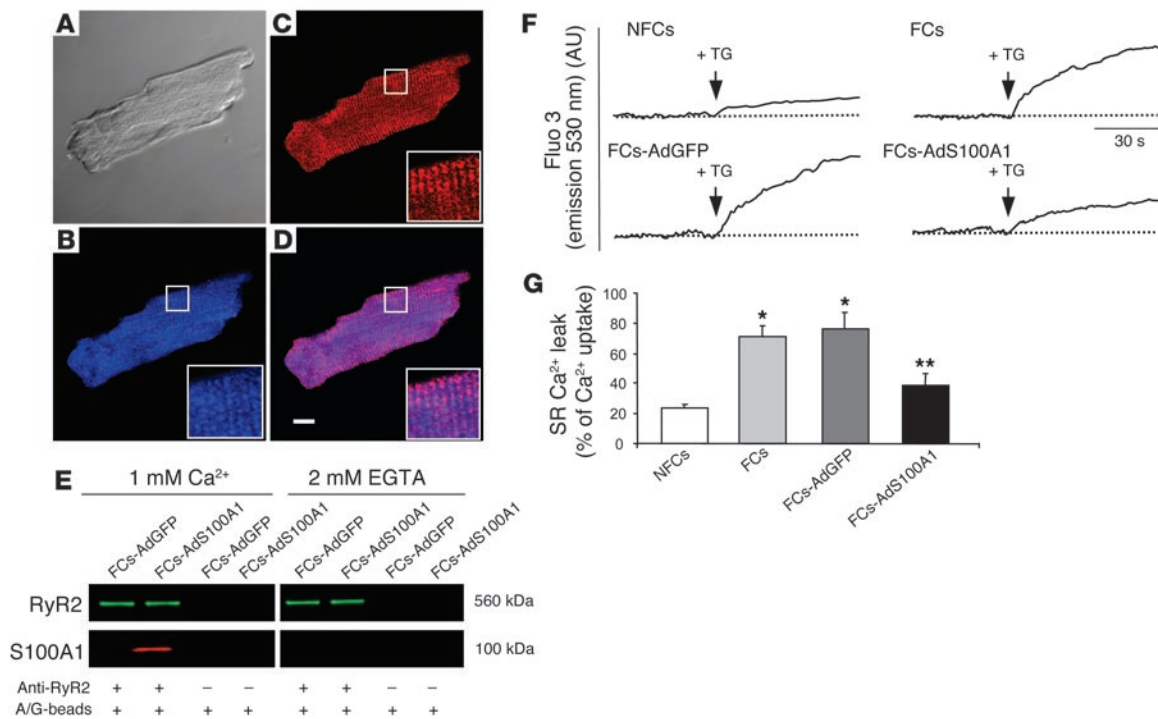 A
C
B
D
E
1 mM Ca²⁺
2 mM EGTA
FCs-AdGFP
FCs-AdS100A1
FCs-AdGFP
FCs-AdS100A1
FCs-AdGFP
FCs-AdS100A1
FCs-AdGFP
FCs-AdS100A1
RyR2
560 kDa
S100A1
100 kDa
Anti-RyR2 + + – – + + – –
A/G-beads + + + + + + + +
F
Fluo 3
(emission 530 nm) (AU)
NFCs
+ TG
FCs
+ TG
30 s
FCs-AdGFP
+ TG
FCs-AdS100A1
+ TG
G
SR Ca²⁺ leak
(% of Ca²⁺ uptake)
100
80
60
40
20
0
*
*
**
NFCs
FCs
FCs-AdGFP
FCs-AdS100A1